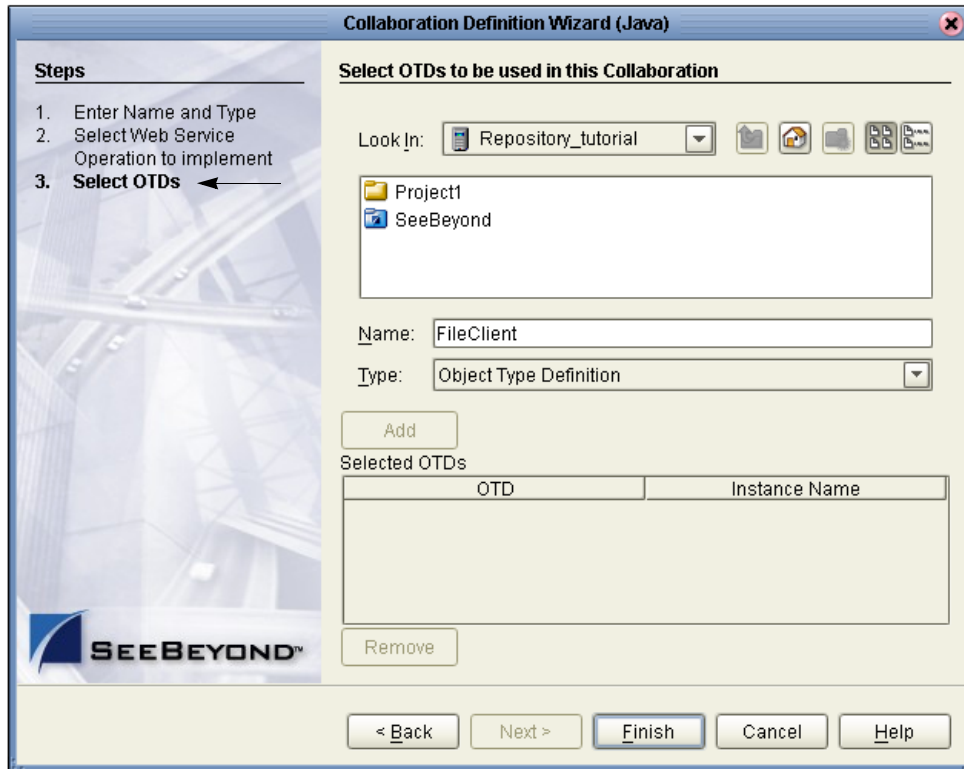 Collaboration Definition Wizard (Java)
Steps
1. Enter Name and Type
2. Select Web Service
Operation to implement
3. Select OTDs
SEEBEYOND™
Select OTDs to be used in this Collaboration
Look In: Repository_tutorial
Project1
SeeBeyond
Name: FileClient
Type: Object Type Definition
Add
Selected OTDs
OTD Instance Name
Remove
< Back Next > Finish Cancel Help